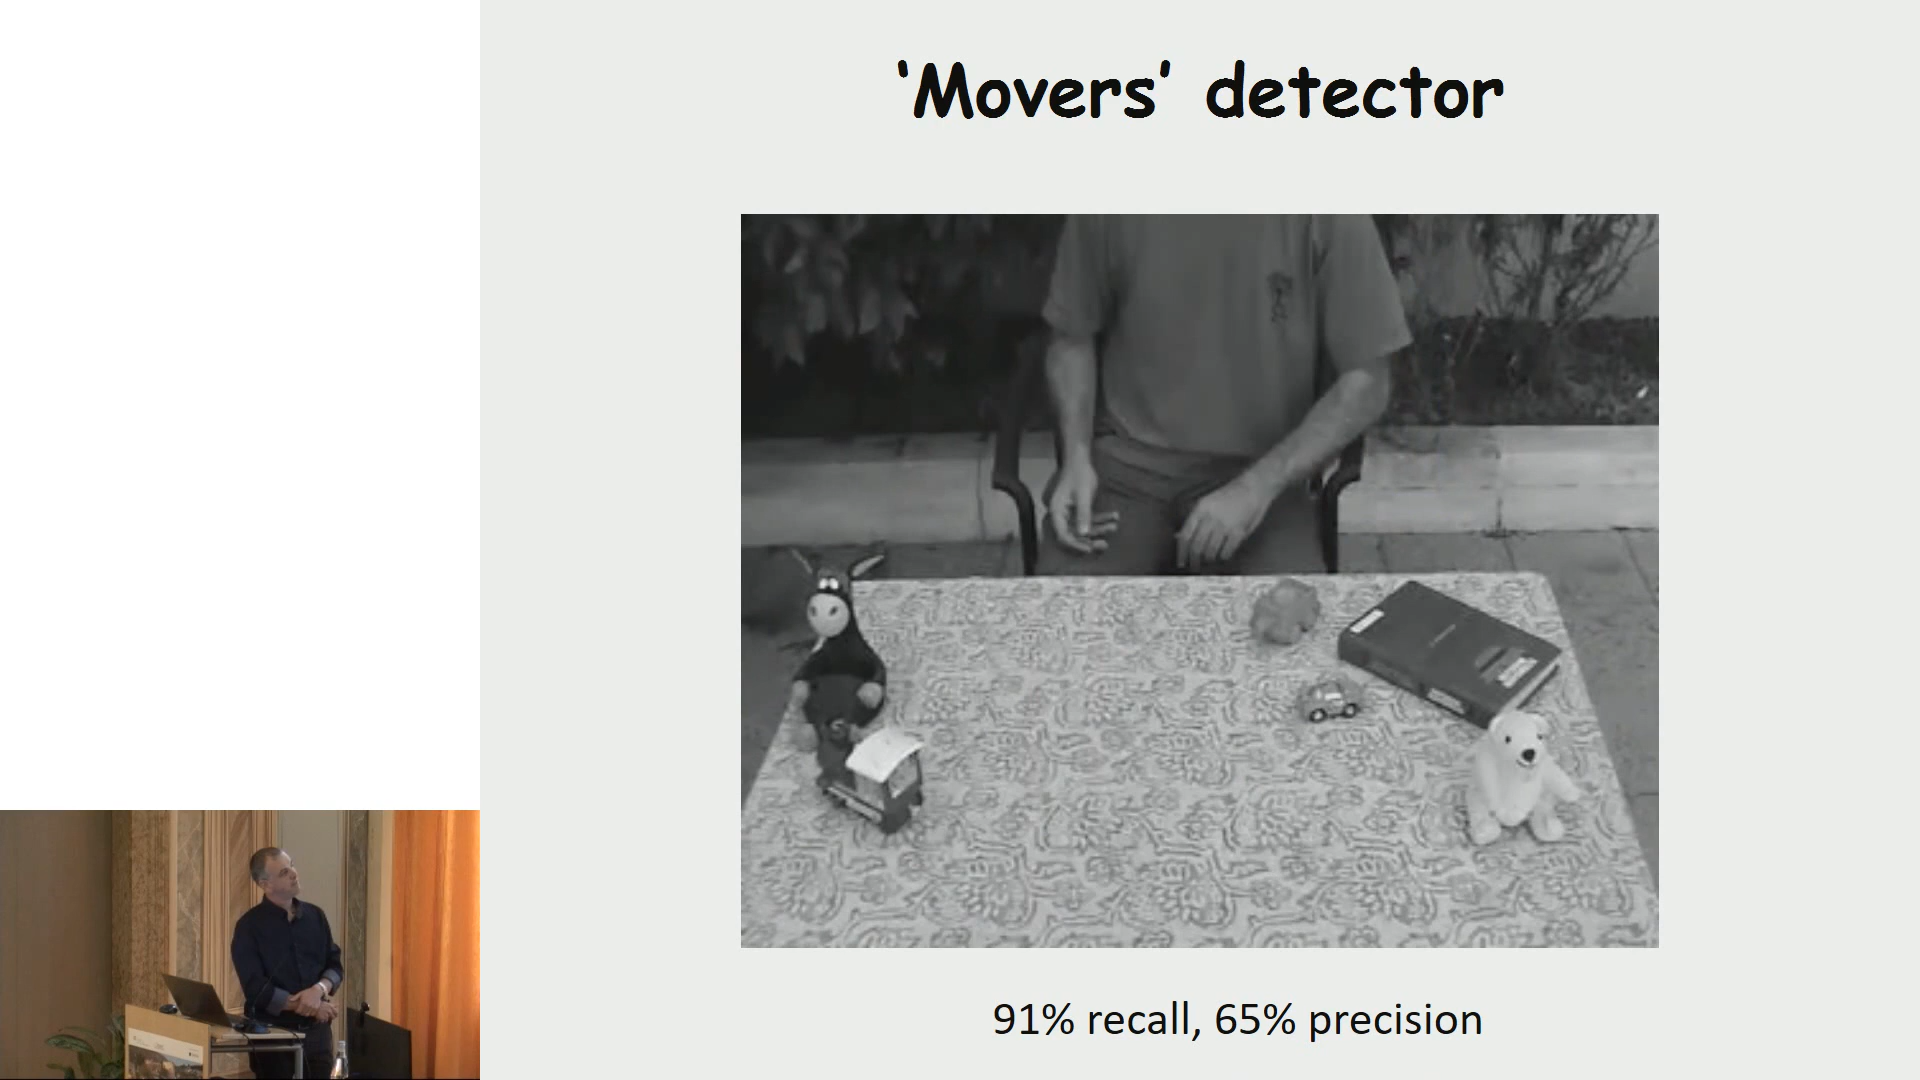 ‘Movers’ detector
91% recall, 65% precision